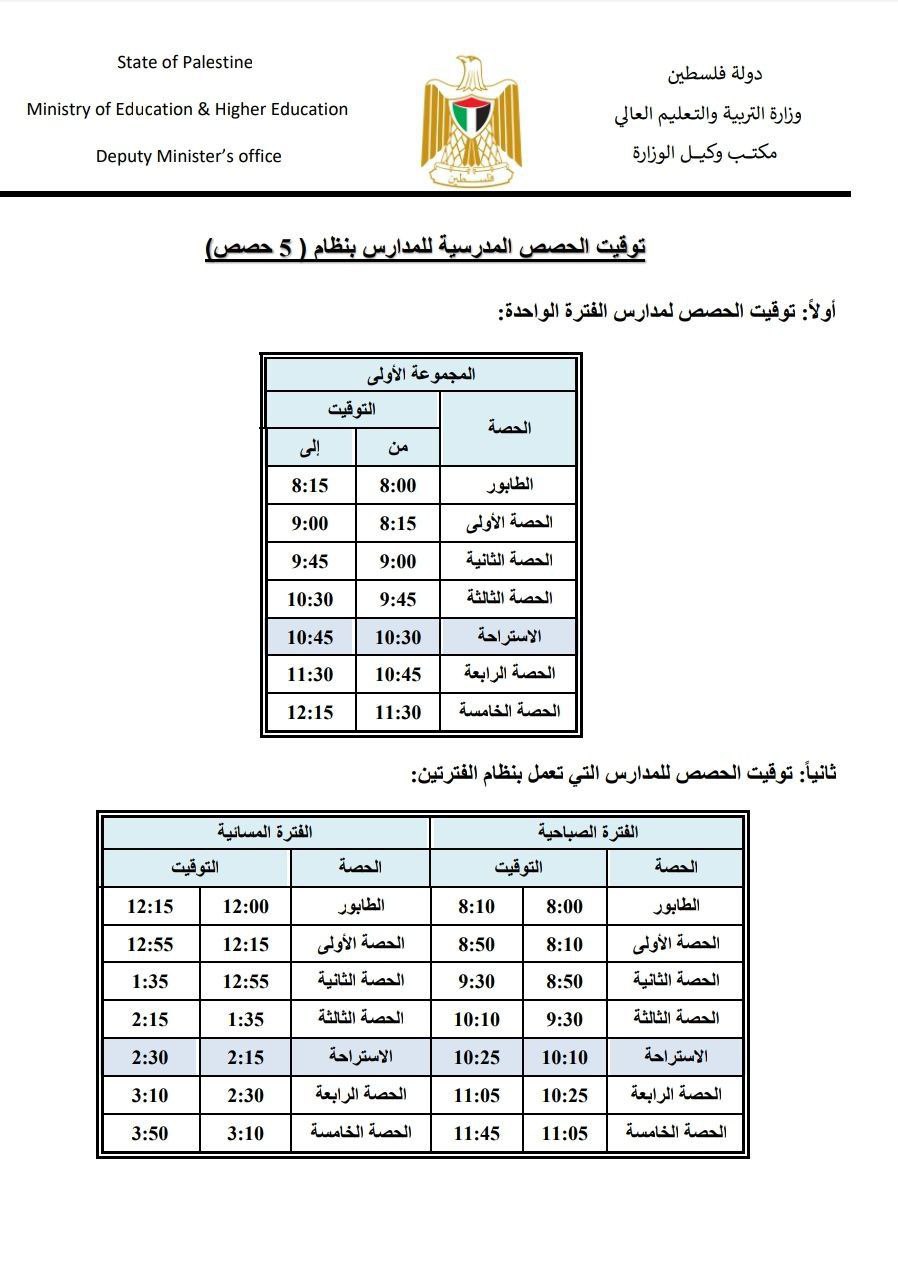 State of Palestine
Ministry of Education & Higher Education
Deputy Minister's office
دولة فلسطين
وزارة التربية والتعليم العالي
مكتب وكيل الوزارة
فلسطين
توقيت الحصص المدرسية للمدارس بنظام ( 5 حصص)
أولاً: توقيت الحصص لمدارس الفترة الواحدة:
المجموعة الأولى
الحصة التوقيت
من إلى
الطابور 8:00 8:15
الحصة الأولى 8:15 9:00
الحصة الثانية 9:00 9:45
الحصة الثالثة 9:45 10:30
الاستراحة 10:30 10:45
الحصة الرابعة 10:45 11:30
الحصة الخامسة 11:30 12:15
ثانياً: توقيت الحصص للمدارس التي تعمل بنظام الفترتين:
الفترة الصباحية الفترة المسائية
الحصة التوقيت الحصة التوقيت
الطابور 8:00 8:10 الطابور 12:00 12:15
الحصة الأولى 8:10 8:50 الحصة الأولى 12:15 12:55
الحصة الثانية 8:50 9:30 الحصة الثانية 12:55 1:35
الحصة الثالثة 9:30 10:10 الحصة الثالثة 1:35 2:15
الاستراحة 10:10 10:25 الاستراحة 2:15 2:30
الحصة الرابعة 10:25 11:05 الحصة الرابعة 2:30 3:10
الحصة الخامسة 11:05 11:45 الحصة الخامسة 3:10 3:50